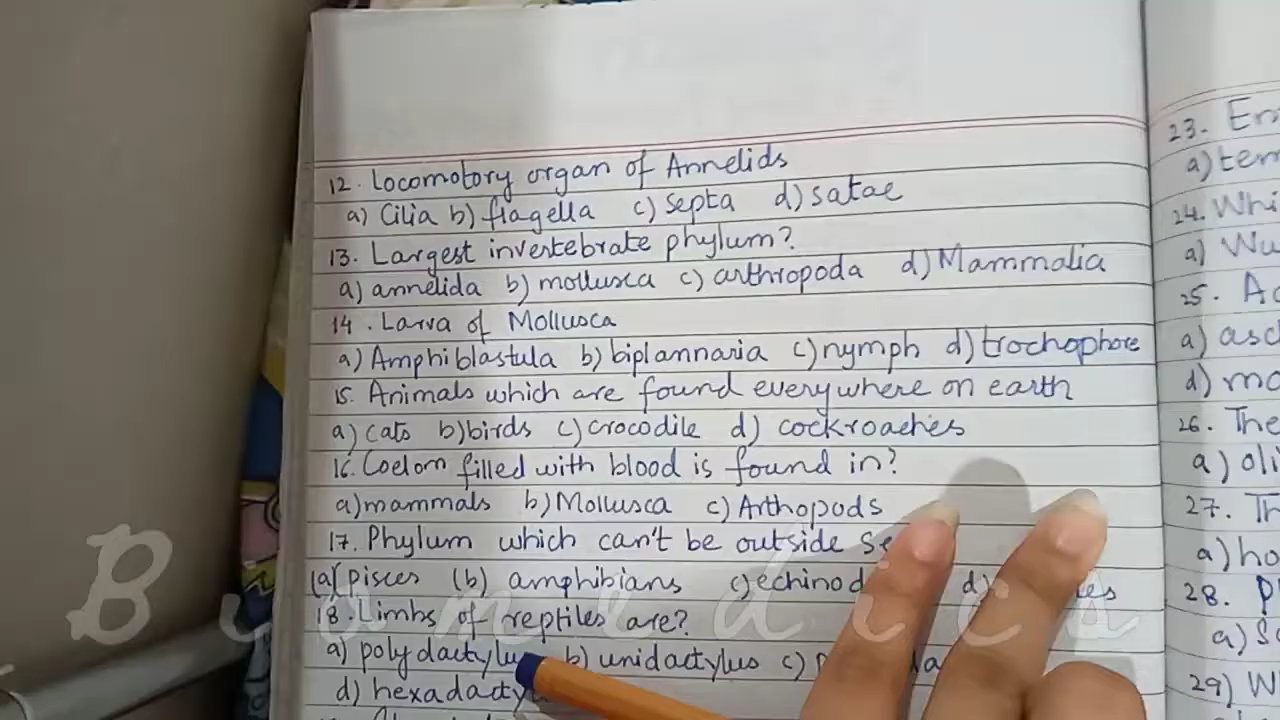 12. Locomotory organ of Annelids
a) Cilia b) flagella c) septa d) satae
13. Largest invertebrate phylum?
a) annelida b) mollusca c) arthropoda d) Mammalia
14. Larva of Mollusca
a) Amphiblastula b) biplannaria c) nymph d) trochophore
15. Animals which are found everywhere on earth
a) cats b) birds c) crocodile d) cockroaches
16. Coelom filled with blood is found in?
a) mammals b) Mollusca c) Arthopods
17. Phylum which can't be outside
(a) pisces (b) amphibians c) d)
18. Limbs of reptiles are?
a) b) unidactylus c)
d)
23.
a)
24.
a)
25.
a)
d)
26. The
a)
27.
a)
28.
a)
29)
Biomedics